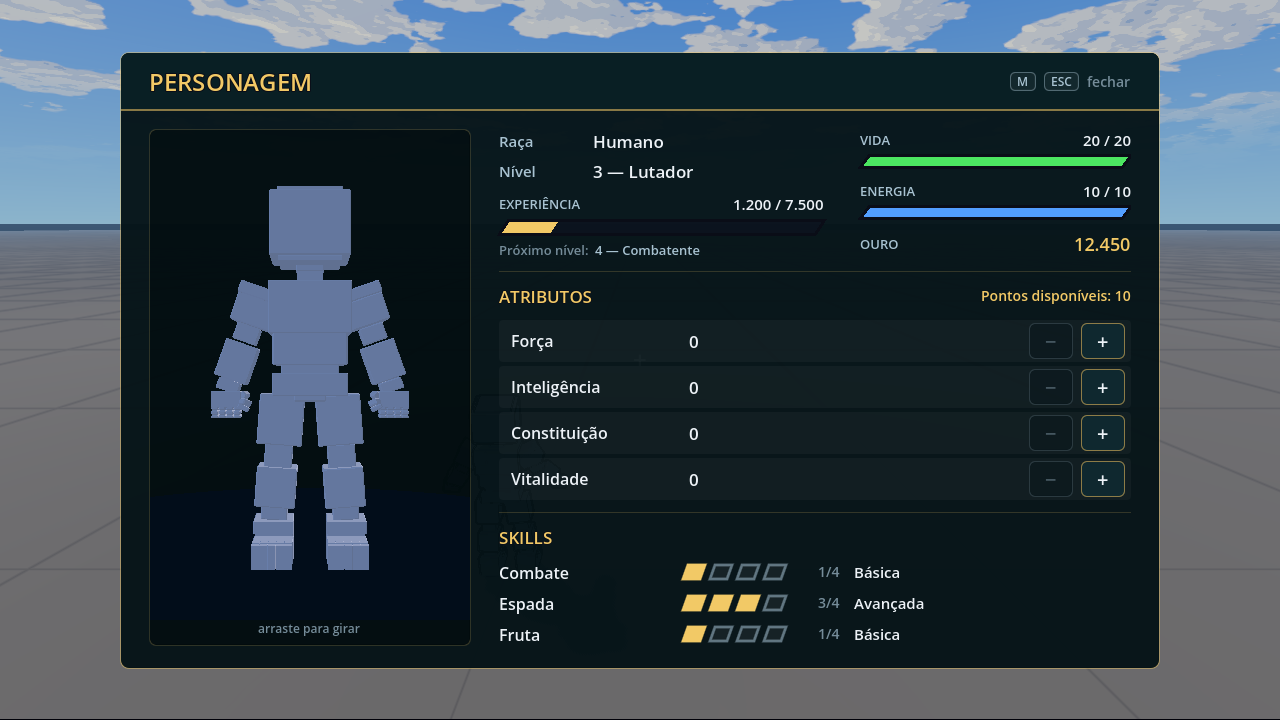 PERSONAGEM
M ESC fechar
Raça Humano
Nível 3 — Lutador
EXPERIÊNCIA 1.200 / 7.500
Próximo nível: 4 — Combatente
VIDA 20 / 20
ENERGIA 10 / 10
OURO 12.450
ATRIBUTOS Pontos disponíveis: 10
Força 0 − +
Inteligência 0 − +
Constituição 0 − +
Vitalidade 0 − +
SKILLS
Combate 1/4 Básica
Espada 3/4 Avançada
Fruta 1/4 Básica
arraste para girar